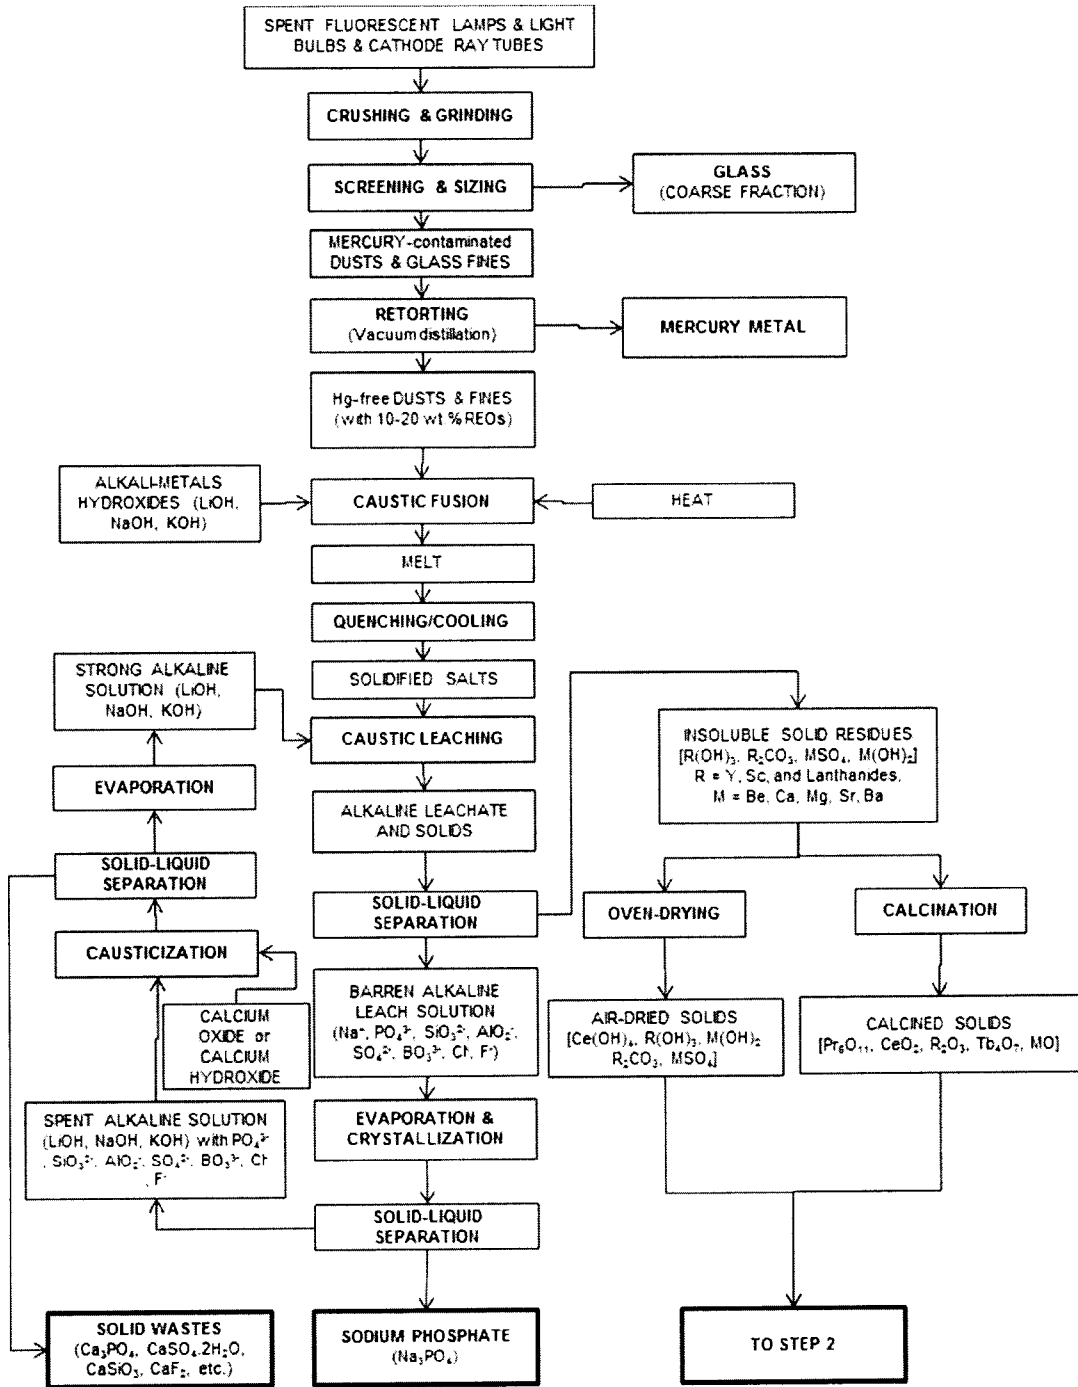 SPENT FLUORESCENT LAMPS & LIGHT
BULBS & CATHODE RAY TUBES
CRUSHING & GRINDING
SCREENING & SIZING
GLASS
(COARSE FRACTION)
MERCURY-contaminated
DUSTS & GLASS FINES
RETORTING
(Vacuum distillation)
MERCURY METAL
Hg-free DUSTS & FINES
(with 10-20 wt.% REOs)
ALKALI-METALS
HYDROXIDES (LiOH,
NaOH, KOH)
CAUSTIC FUSION
HEAT
MELT
QUENCHING/COOLING
SOLIDIFIED SALTS
STRONG ALKALINE
SOLUTION (LiOH,
NaOH, KOH)
CAUSTIC LEACHING
INSOLUBLE SOLID RESIDUES
[R(OH)₃, R₂CO₃, MSO₄, M(OH)₂]
R = Y, Sc, and Lanthanides,
M = Be, Ca, Mg, Sr, Ba
EVAPORATION
ALKALINE LEACHATE
AND SOLIDS
SOLID-LIQUID
SEPARATION
SOLID-LIQUID
SEPARATION
OVEN-DRYING
CALCINATION
CAUSTICIZATION
CALCIUM
OXIDE or
CALCIUM
HYDROXIDE
BARREN ALKALINE
LEACH SOLUTION
(Na⁺, PO₄³⁻, SiO₃²⁻, AlO₂⁻,
SO₄²⁻, BO₃³⁻, Cl⁻, F⁻)
AIR-DRIED SOLIDS
[Ce(OH)₄, R(OH)₃, M(OH)₂
R₂CO₃, MSO₄]
CALCINED SOLIDS
[Pr₆O₁₁, CeO₂, R₂O₃, Tb₄O₇, MO]
SPENT ALKALINE SOLUTION
(LiOH, NaOH, KOH) with PO₄³⁻
, SiO₃²⁻, AlO₂⁻, SO₄²⁻, BO₃³⁻, Cl⁻
, F⁻
EVAPORATION &
CRYSTALLIZATION
SOLID-LIQUID
SEPARATION
SOLID WASTES
(Ca₃PO₄, CaSO₄.2H₂O,
CaSiO₃, CaF₂, etc.)
SODIUM PHOSPHATE
(Na₃PO₄)
TO STEP 2